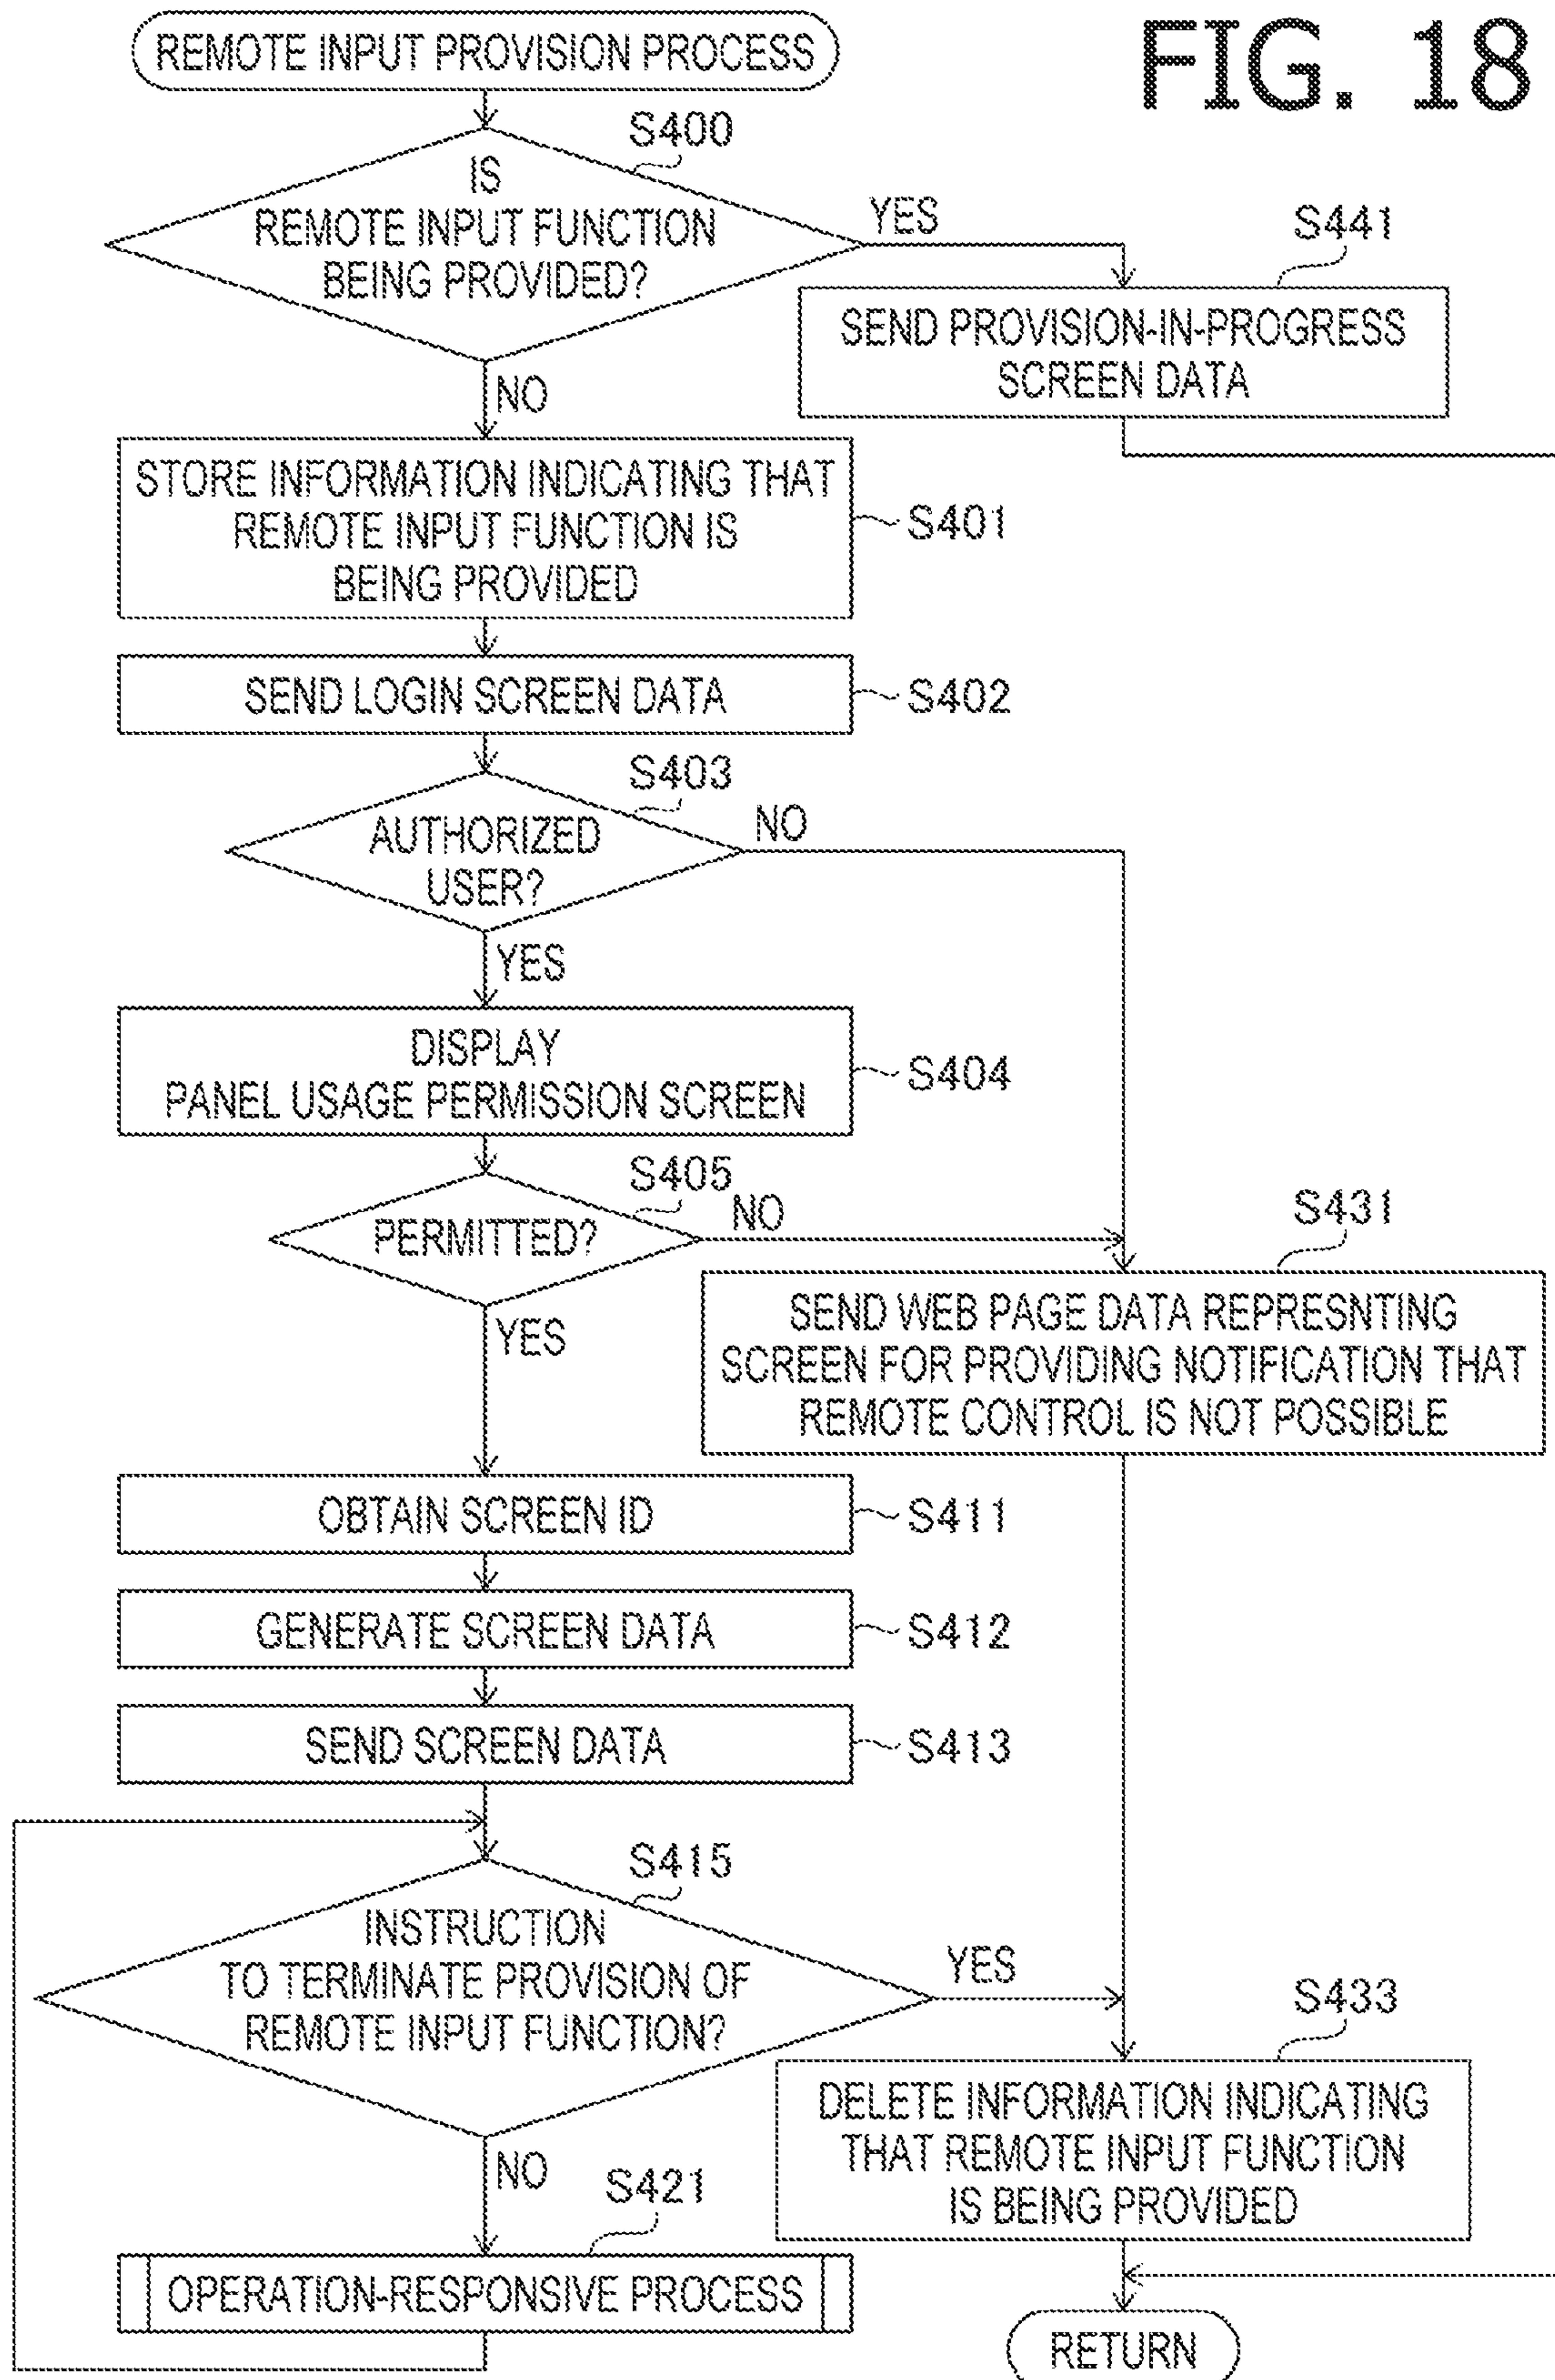 FIG. 18
REMOTE INPUT PROVISION PROCESS
S400
IS
REMOTE INPUT FUNCTION
BEING PROVIDED?
YES
S441
SEND PROVISION-IN-PROGRESS
SCREEN DATA
NO
STORE INFORMATION INDICATING THAT
REMOTE INPUT FUNCTION IS
BEING PROVIDED
S401
SEND LOGIN SCREEN DATA
S402
S403
AUTHORIZED
USER?
NO
YES
DISPLAY
PANEL USAGE PERMISSION SCREEN
S404
S405
PERMITTED?
NO
YES
S431
SEND WEB PAGE DATA REPRESNTING
SCREEN FOR PROVIDING NOTIFICATION THAT
REMOTE CONTROL IS NOT POSSIBLE
OBTAIN SCREEN ID
S411
GENERATE SCREEN DATA
S412
SEND SCREEN DATA
S413
S415
INSTRUCTION
TO TERMINATE PROVISION OF
REMOTE INPUT FUNCTION?
YES
NO
S433
DELETE INFORMATION INDICATING
THAT REMOTE INPUT FUNCTION
IS BEING PROVIDED
S421
OPERATION-RESPONSIVE PROCESS
RETURN